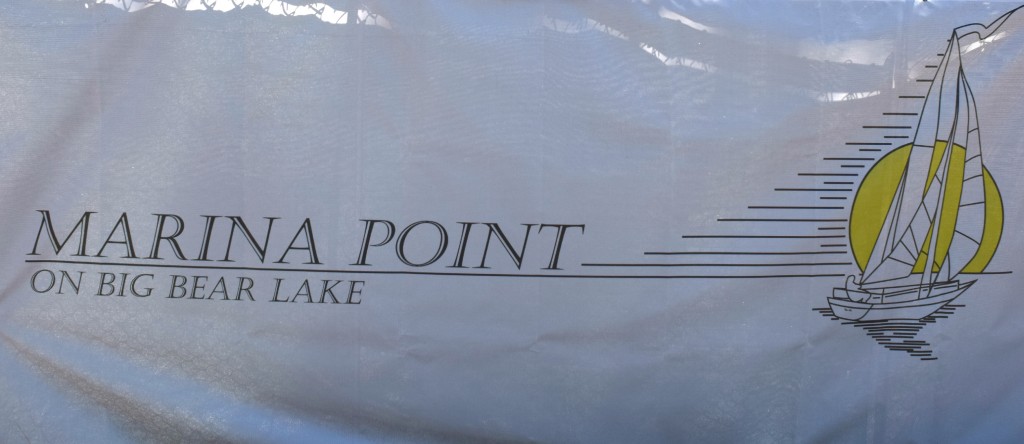 MARINA POINT
ON BIG BEAR LAKE